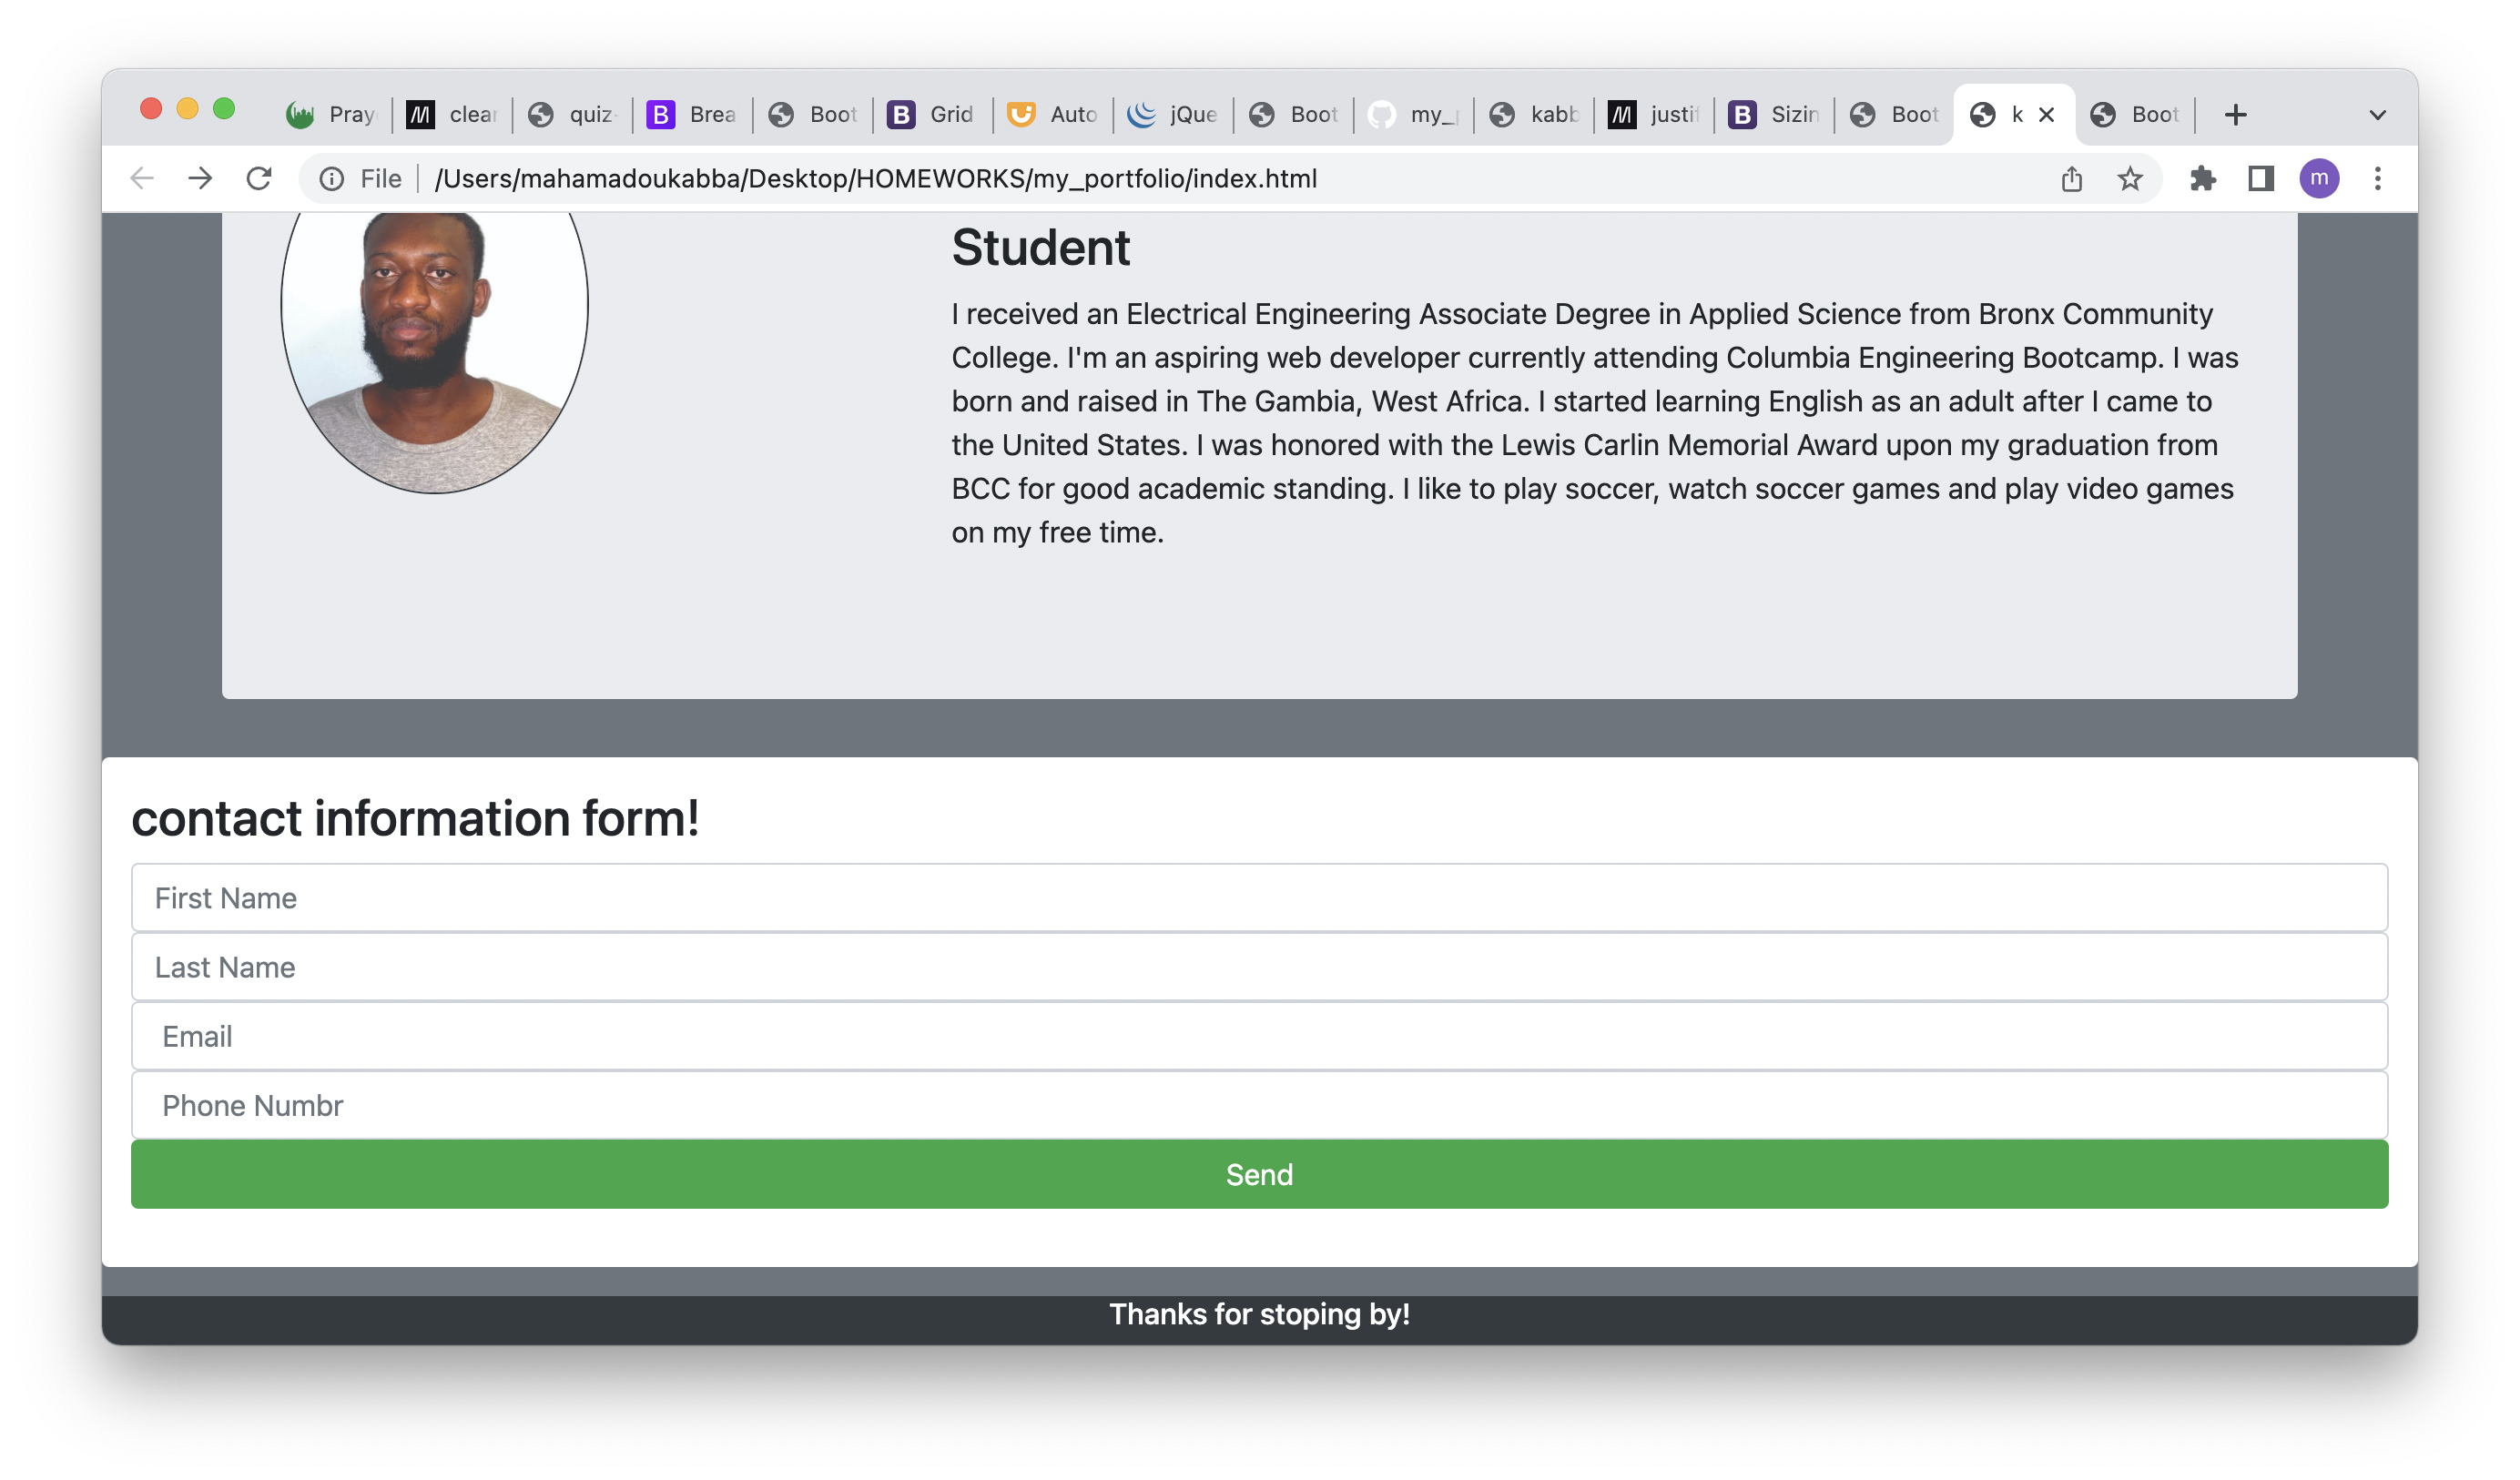 Pray
clear
quiz-
Brea
Boot
Grid
Auto
jQue
Boot
my_
kabb
justif
Sizin
Boot
k
Boot
File
/Users/mahamadoukabba/Desktop/HOMEWORKS/my_portfolio/index.html
m
Student
I received an Electrical Engineering Associate Degree in Applied Science from Bronx Community
College. I'm an aspiring web developer currently attending Columbia Engineering Bootcamp. I was
born and raised in The Gambia, West Africa. I started learning English as an adult after I came to
the United States. I was honored with the Lewis Carlin Memorial Award upon my graduation from
BCC for good academic standing. I like to play soccer, watch soccer games and play video games
on my free time.
contact information form!
First Name
Last Name
Email
Phone Numbr
Send
Thanks for stoping by!